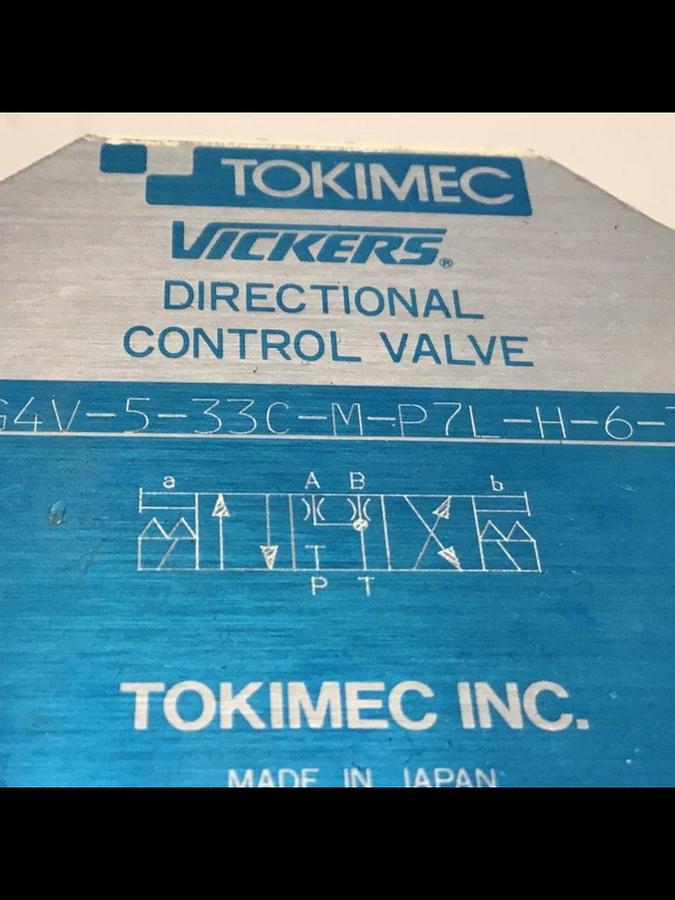 TOKIMEC
VICKERS®
DIRECTIONAL
CONTROL VALVE
G4V-5-33C-M-P7L-H-6-
a A B b
P T
TOKIMEC INC.
MADE IN JAPAN